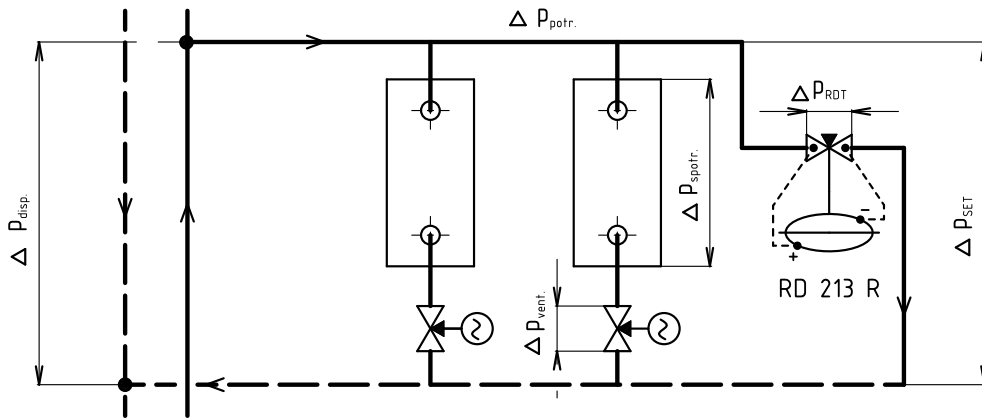 Δ Ppotr.
Δ PRDT
Δ Pdisp.
Δ Pspotr.
Δ PSET
− 
+
RD 213 R
Δ Pvent.